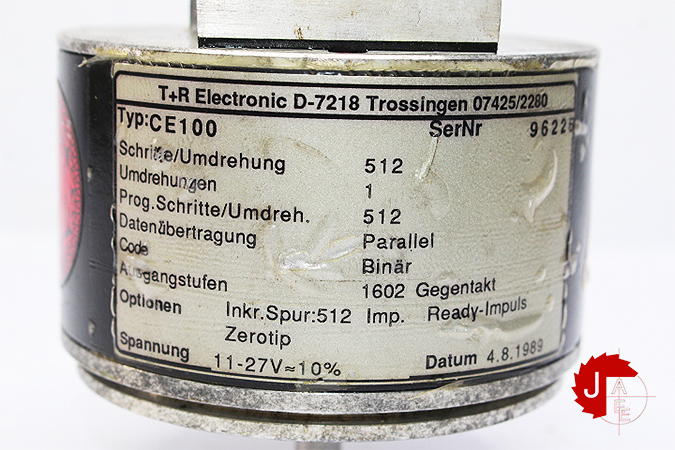 T+R Electronic D-7218 Trossingen 07425/2280
Typ:CE100 SerNr
Schritte/Umdrehung 512
Umdrehungen 1
Prog.Schritte/Umdreh. 512
Datenübertragung Parallel
Code Binär
Ausgangstufen 1602 Gegentakt
Optionen Inkr.Spur:512 Imp. Ready-Impuls
Zerotip
Spannung 11-27V≈10% Datum 4.8.1989
J A E E